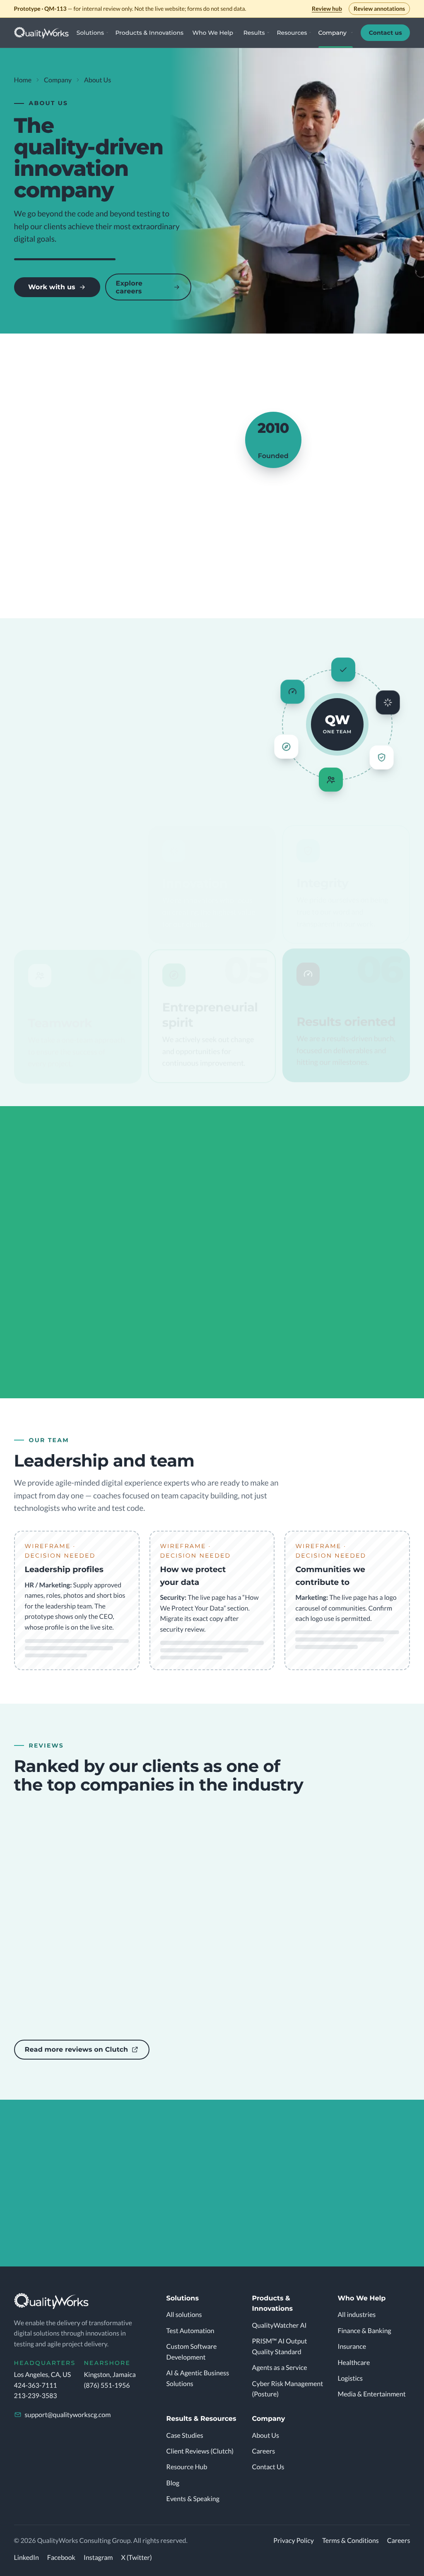 Prototype · QM-113 — for internal review only. Not the live website; forms do not send data.
Review hub
Review annotations
QualityWorks
Solutions
Products & Innovations
Who We Help
Results
Resources
Company
Contact us
Home
Company
About Us
ABOUT US
The
quality-driven
innovation
company
We go beyond the code and beyond testing to
help our clients achieve their most extraordinary
digital goals.
Work with us
Explore
careers
2010
Founded
QW
ONE TEAM
05
06
Entrepreneurial
spirit
Results oriented
OUR TEAM
Leadership and team
We provide agile-minded digital experience experts who are ready to make an
impact from day one — coaches focused on team capacity building, not just
technologists who write and test code.
WIREFRAME
DECISION NEEDED
Leadership profiles
HR / Marketing: Supply approved
names, roles, photos and short bios
for the leadership team. The
prototype shows only the CEO,
whose profile is on the live site.
WIREFRAME
DECISION NEEDED
How we protect
your data
Security: The live page has a “How
We Protect Your Data” section.
Migrate its exact copy after
security review.
WIREFRAME
DECISION NEEDED
Communities we
contribute to
Marketing: The live page has a logo
carousel of communities. Confirm
each logo use is permitted.
REVIEWS
Ranked by our clients as one of
the top companies in the industry
Read more reviews on Clutch
QualityWorks
We enable the delivery of transformative
digital solutions through innovations in
testing and agile project delivery.
HEADQUARTERS
Los Angeles, CA, US
424-363-7111
213-239-3583
NEARSHORE
Kingston, Jamaica
(876) 551-1956
support@qualityworkscg.com
Solutions
All solutions
Test Automation
Custom Software
Development
AI & Agentic Business
Solutions
Products &
Innovations
QualityWatcher AI
PRISM™ AI Output
Quality Standard
Agents as a Service
Cyber Risk Management
(Posture)
Who We Help
All industries
Finance & Banking
Insurance
Healthcare
Logistics
Media & Entertainment
Results & Resources
Case Studies
Client Reviews (Clutch)
Resource Hub
Blog
Events & Speaking
Company
About Us
Careers
Contact Us
© 2026 QualityWorks Consulting Group. All rights reserved.
Privacy Policy
Terms & Conditions
Careers
LinkedIn
Facebook
Instagram
X (Twitter)